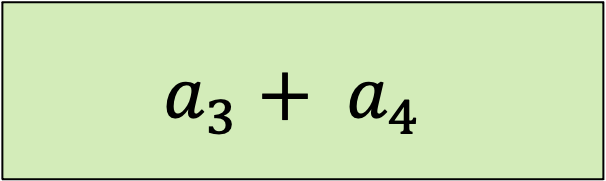 a₃ + a₄